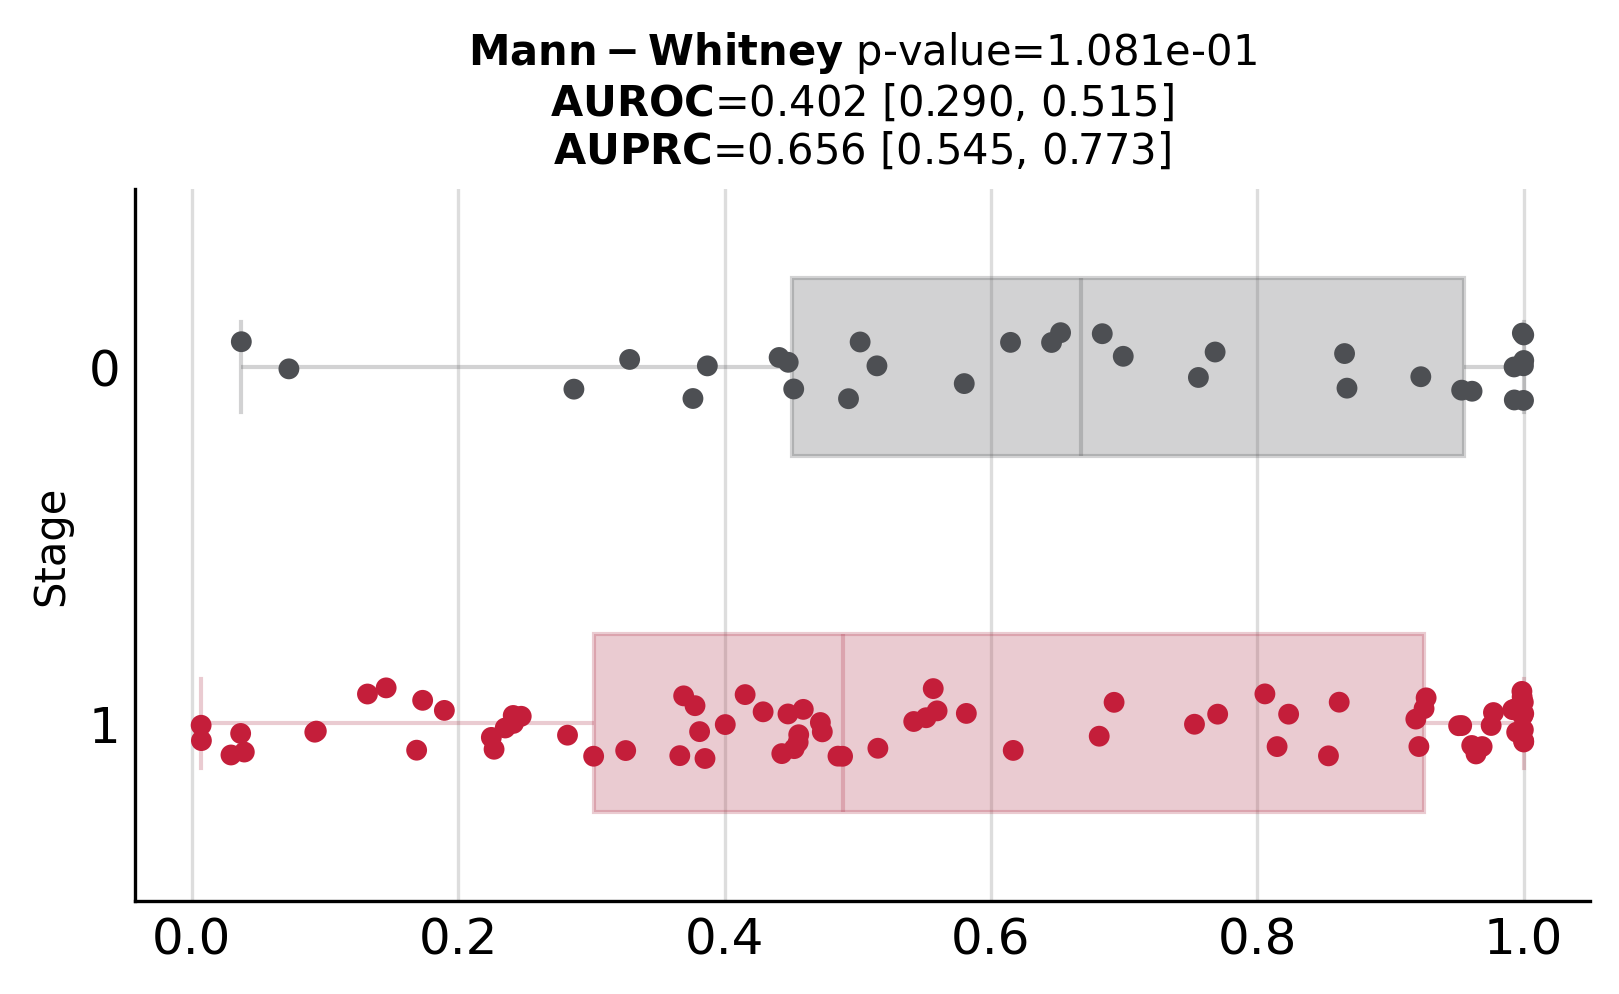 Mann − Whitney p-value=1.081e-01
AUROC=0.402 [0.290, 0.515]
AUPRC=0.656 [0.545, 0.773]
0
Stage
1
0.0 0.2 0.4 0.6 0.8 1.0